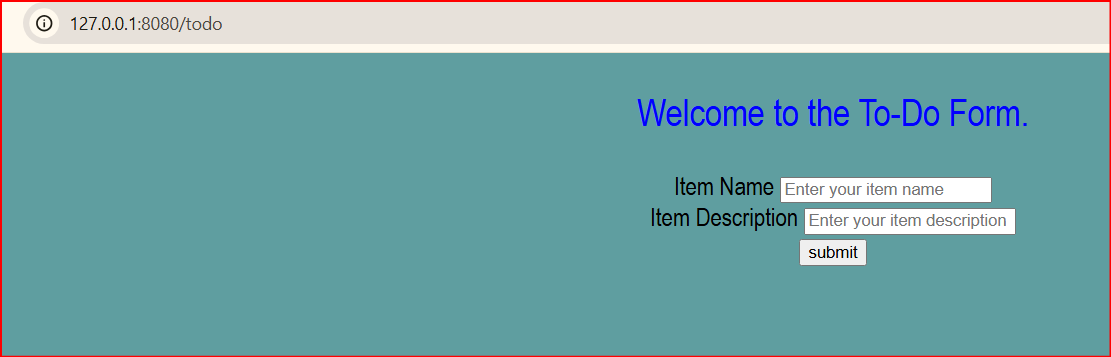 127.0.0.1:8080/todo
Welcome to the To-Do Form.
Item Name Enter your item name
Item Description Enter your item description
submit